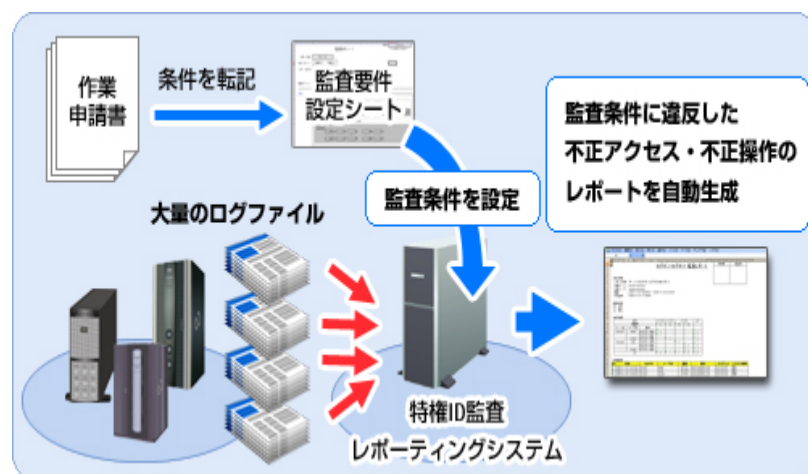 作業
申請書
条件を転記
監査要件
設定シート
監査条件に違反した
不正アクセス・不正操作の
レポートを自動生成
監査条件を設定
大量のログファイル
特権ID監査
レポーティングシステム